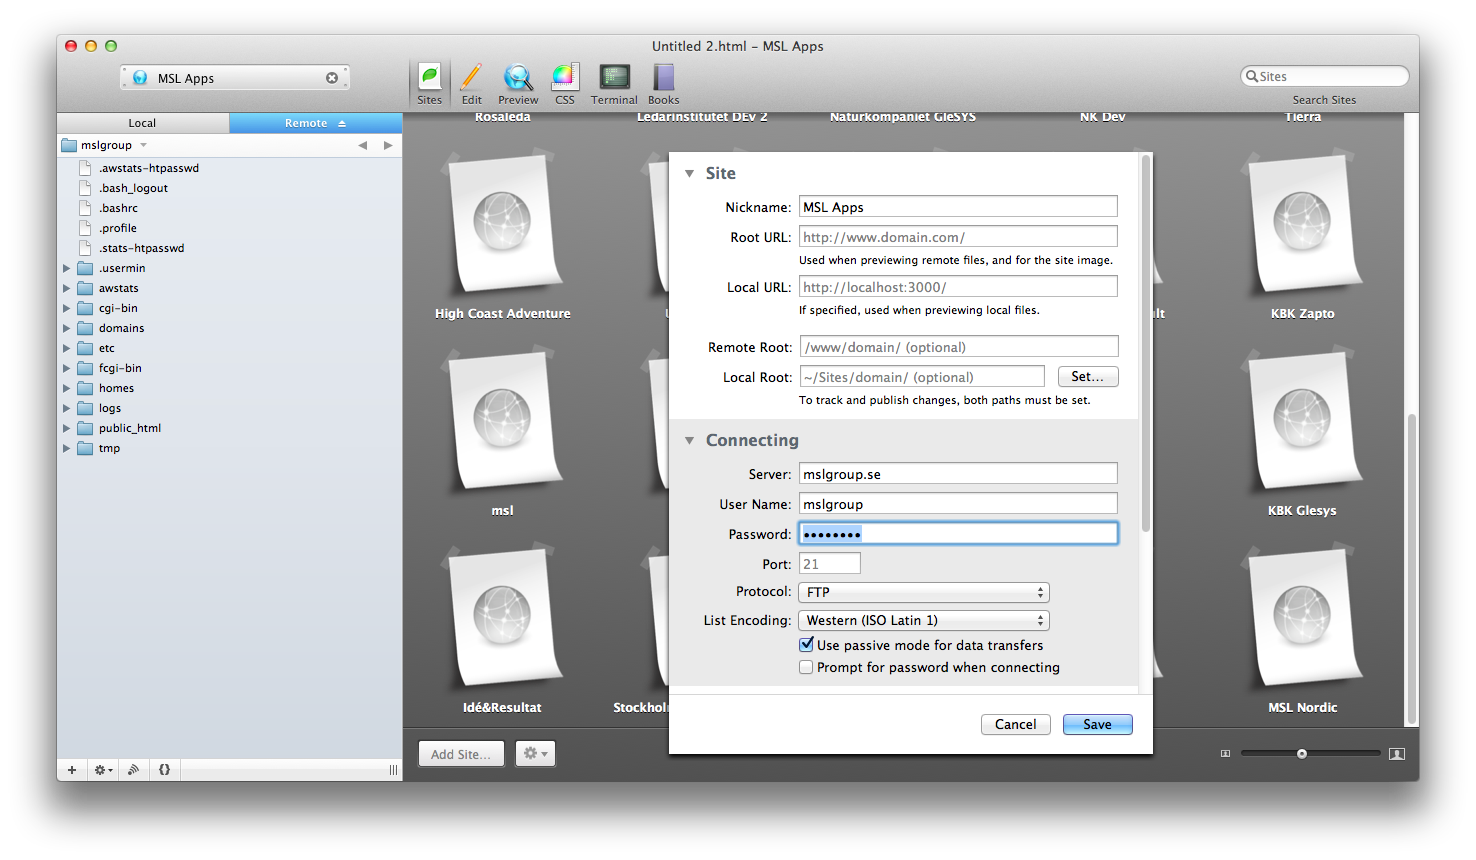 Untitled 2.html – MSL Apps
MSL Apps
Sites
Edit
Preview
CSS
Terminal
Books
Sites
Search Sites
Local
Remote
mslgroup
.awstats-htpasswd
.bash_logout
.bashrc
.profile
.stats-htpasswd
.usermin
awstats
cgi-bin
domains
etc
fcgi-bin
homes
logs
public_html
tmp
Rosaleda
Ledarinstitutet DEv 2
Naturkompaniet GleSYS
NK Dev
Tierra
High Coast Adventure
KBK Zapto
msl
KBK Glesys
Idé&Resultat
MSL Nordic
Site
Nickname: MSL Apps
Root URL: http://www.domain.com/
Used when previewing remote files, and for the site image.
Local URL: http://localhost:3000/
If specified, used when previewing local files.
Remote Root: /www/domain/ (optional)
Local Root: ~/Sites/domain/ (optional) Set...
To track and publish changes, both paths must be set.
Connecting
Server: mslgroup.se
User Name: mslgroup
Password: ••••••••
Port: 21
Protocol: FTP
List Encoding: Western (ISO Latin 1)
Use passive mode for data transfers
Prompt for password when connecting
Cancel
Save
Add Site...